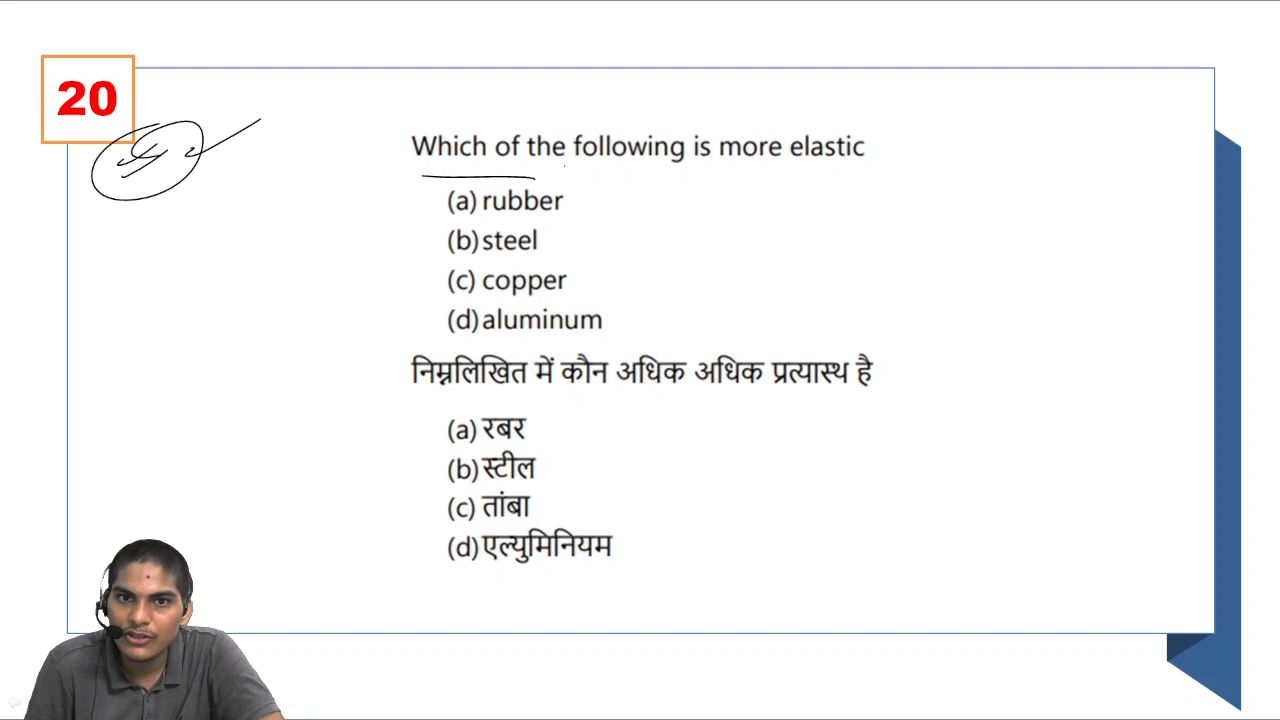 20
Which of the following is more elastic
(a) rubber
(b) steel
(c) copper
(d) aluminum
निम्नलिखित में कौन अधिक अधिक प्रत्यास्थ है
(a) रबर
(b) स्टील
(c) तांबा
(d) एल्युमिनियम